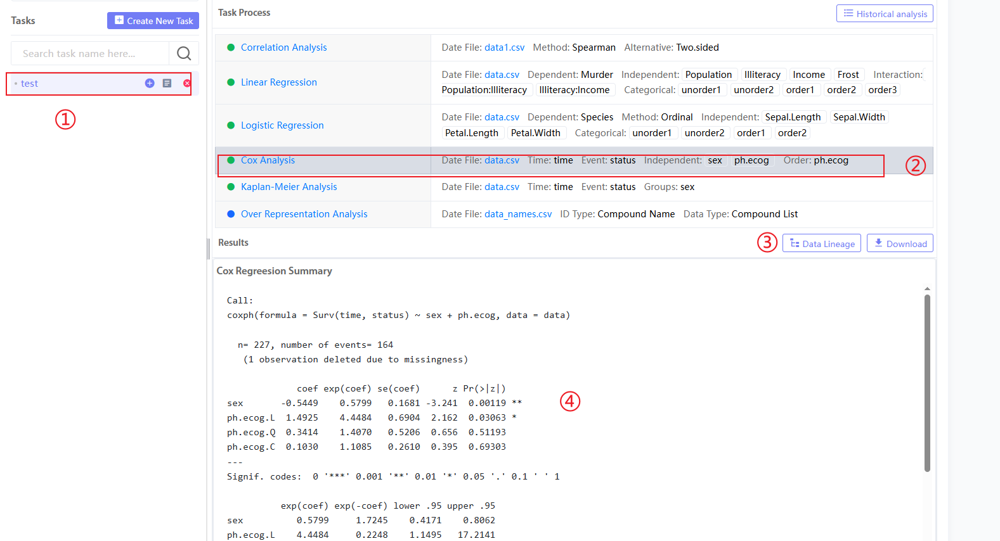 Tasks
Create New Task
Search task name here...
test
①
Task Process
Historical analysis
Correlation Analysis
Date File: data1.csv Method: Spearman Alternative: Two.sided
Linear Regression
Date File: data.csv Dependent: Murder Independent: Population Illiteracy Income Frost Interaction:
Population:Illiteracy Illiteracy:Income Categorical: unorder1 unorder2 order1 order2 order3
Logistic Regression
Date File: data.csv Dependent: Species Method: Ordinal Independent: Sepal.Length Sepal.Width
Petal.Length Petal.Width Categorical: unorder1 unorder2 order1 order2
Cox Analysis
Date File: data.csv Time: time Event: status Independent: sex ph.ecog Order: ph.ecog
②
Kaplan-Meier Analysis
Date File: data.csv Time: time Event: status Groups: sex
Over Representation Analysis
Date File: data_names.csv ID Type: Compound Name Data Type: Compound List
Results
③
Data Lineage
Download
Cox Regreesion Summary
Call:
coxph(formula = Surv(time, status) ~ sex + ph.ecog, data = data)
n= 227, number of events= 164
(1 observation deleted due to missingness)
coef exp(coef) se(coef) z Pr(>|z|)
sex -0.5449 0.5799 0.1681 -3.241 0.00119 **
ph.ecog.L 1.4925 4.4484 0.6904 2.162 0.03063 *
ph.ecog.Q 0.3414 1.4070 0.5206 0.656 0.51193
ph.ecog.C 0.1030 1.1085 0.2610 0.395 0.69303
④
---
Signif. codes: 0 '***' 0.001 '**' 0.01 '*' 0.05 '.' 0.1 ' ' 1
exp(coef) exp(-coef) lower .95 upper .95
sex 0.5799 1.7245 0.4171 0.8062
ph.ecog.L 4.4484 0.2248 1.1495 17.2141